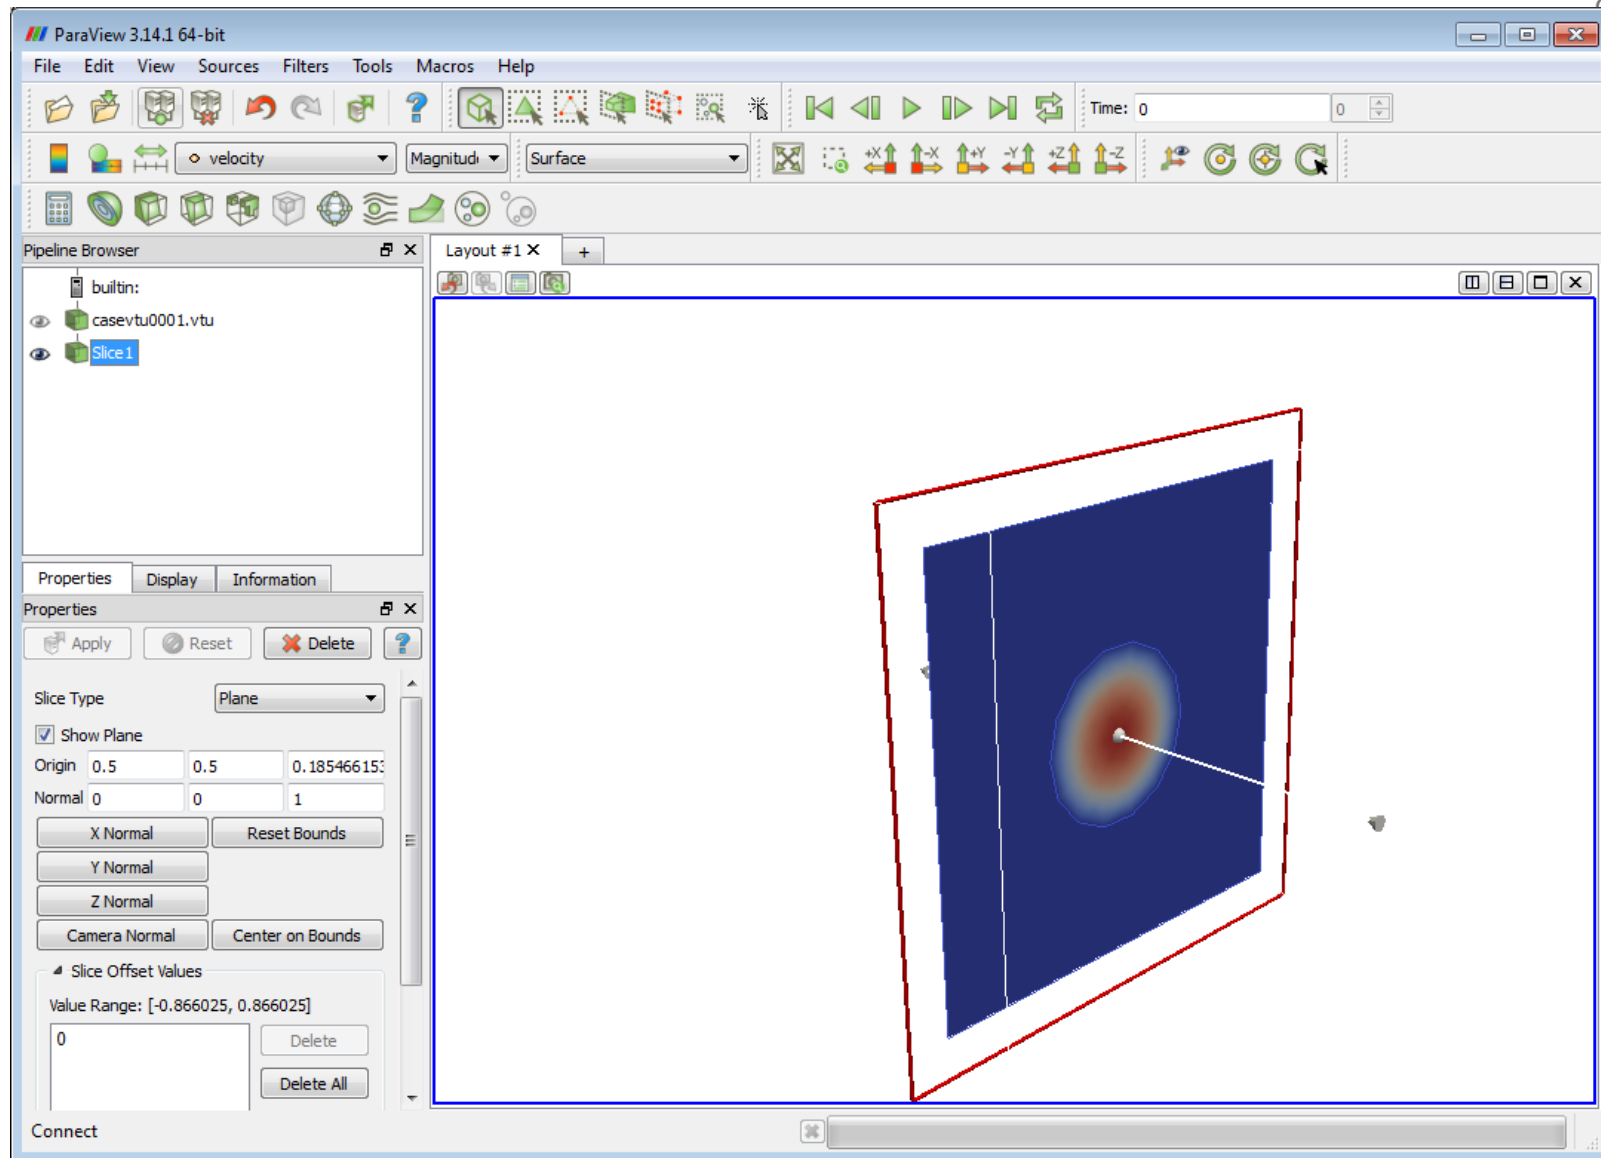 ParaView 3.14.1 64-bit
File Edit View Sources Filters Tools Macros Help
Time: 0 0
velocity Magnitud Surface
+X -X +Y -Y +Z -Z
Pipeline Browser
Layout #1 +
builtin:
casevtu0001.vtu
Slice1
Properties Display Information
Properties
Apply Reset Delete ?
Slice Type Plane
Show Plane
Origin 0.5 0.5 0.185466153
Normal 0 0 1
X Normal Reset Bounds
Y Normal
Z Normal
Camera Normal Center on Bounds
Slice Offset Values
Value Range: [-0.866025, 0.866025]
0 Delete
Delete All
Connect